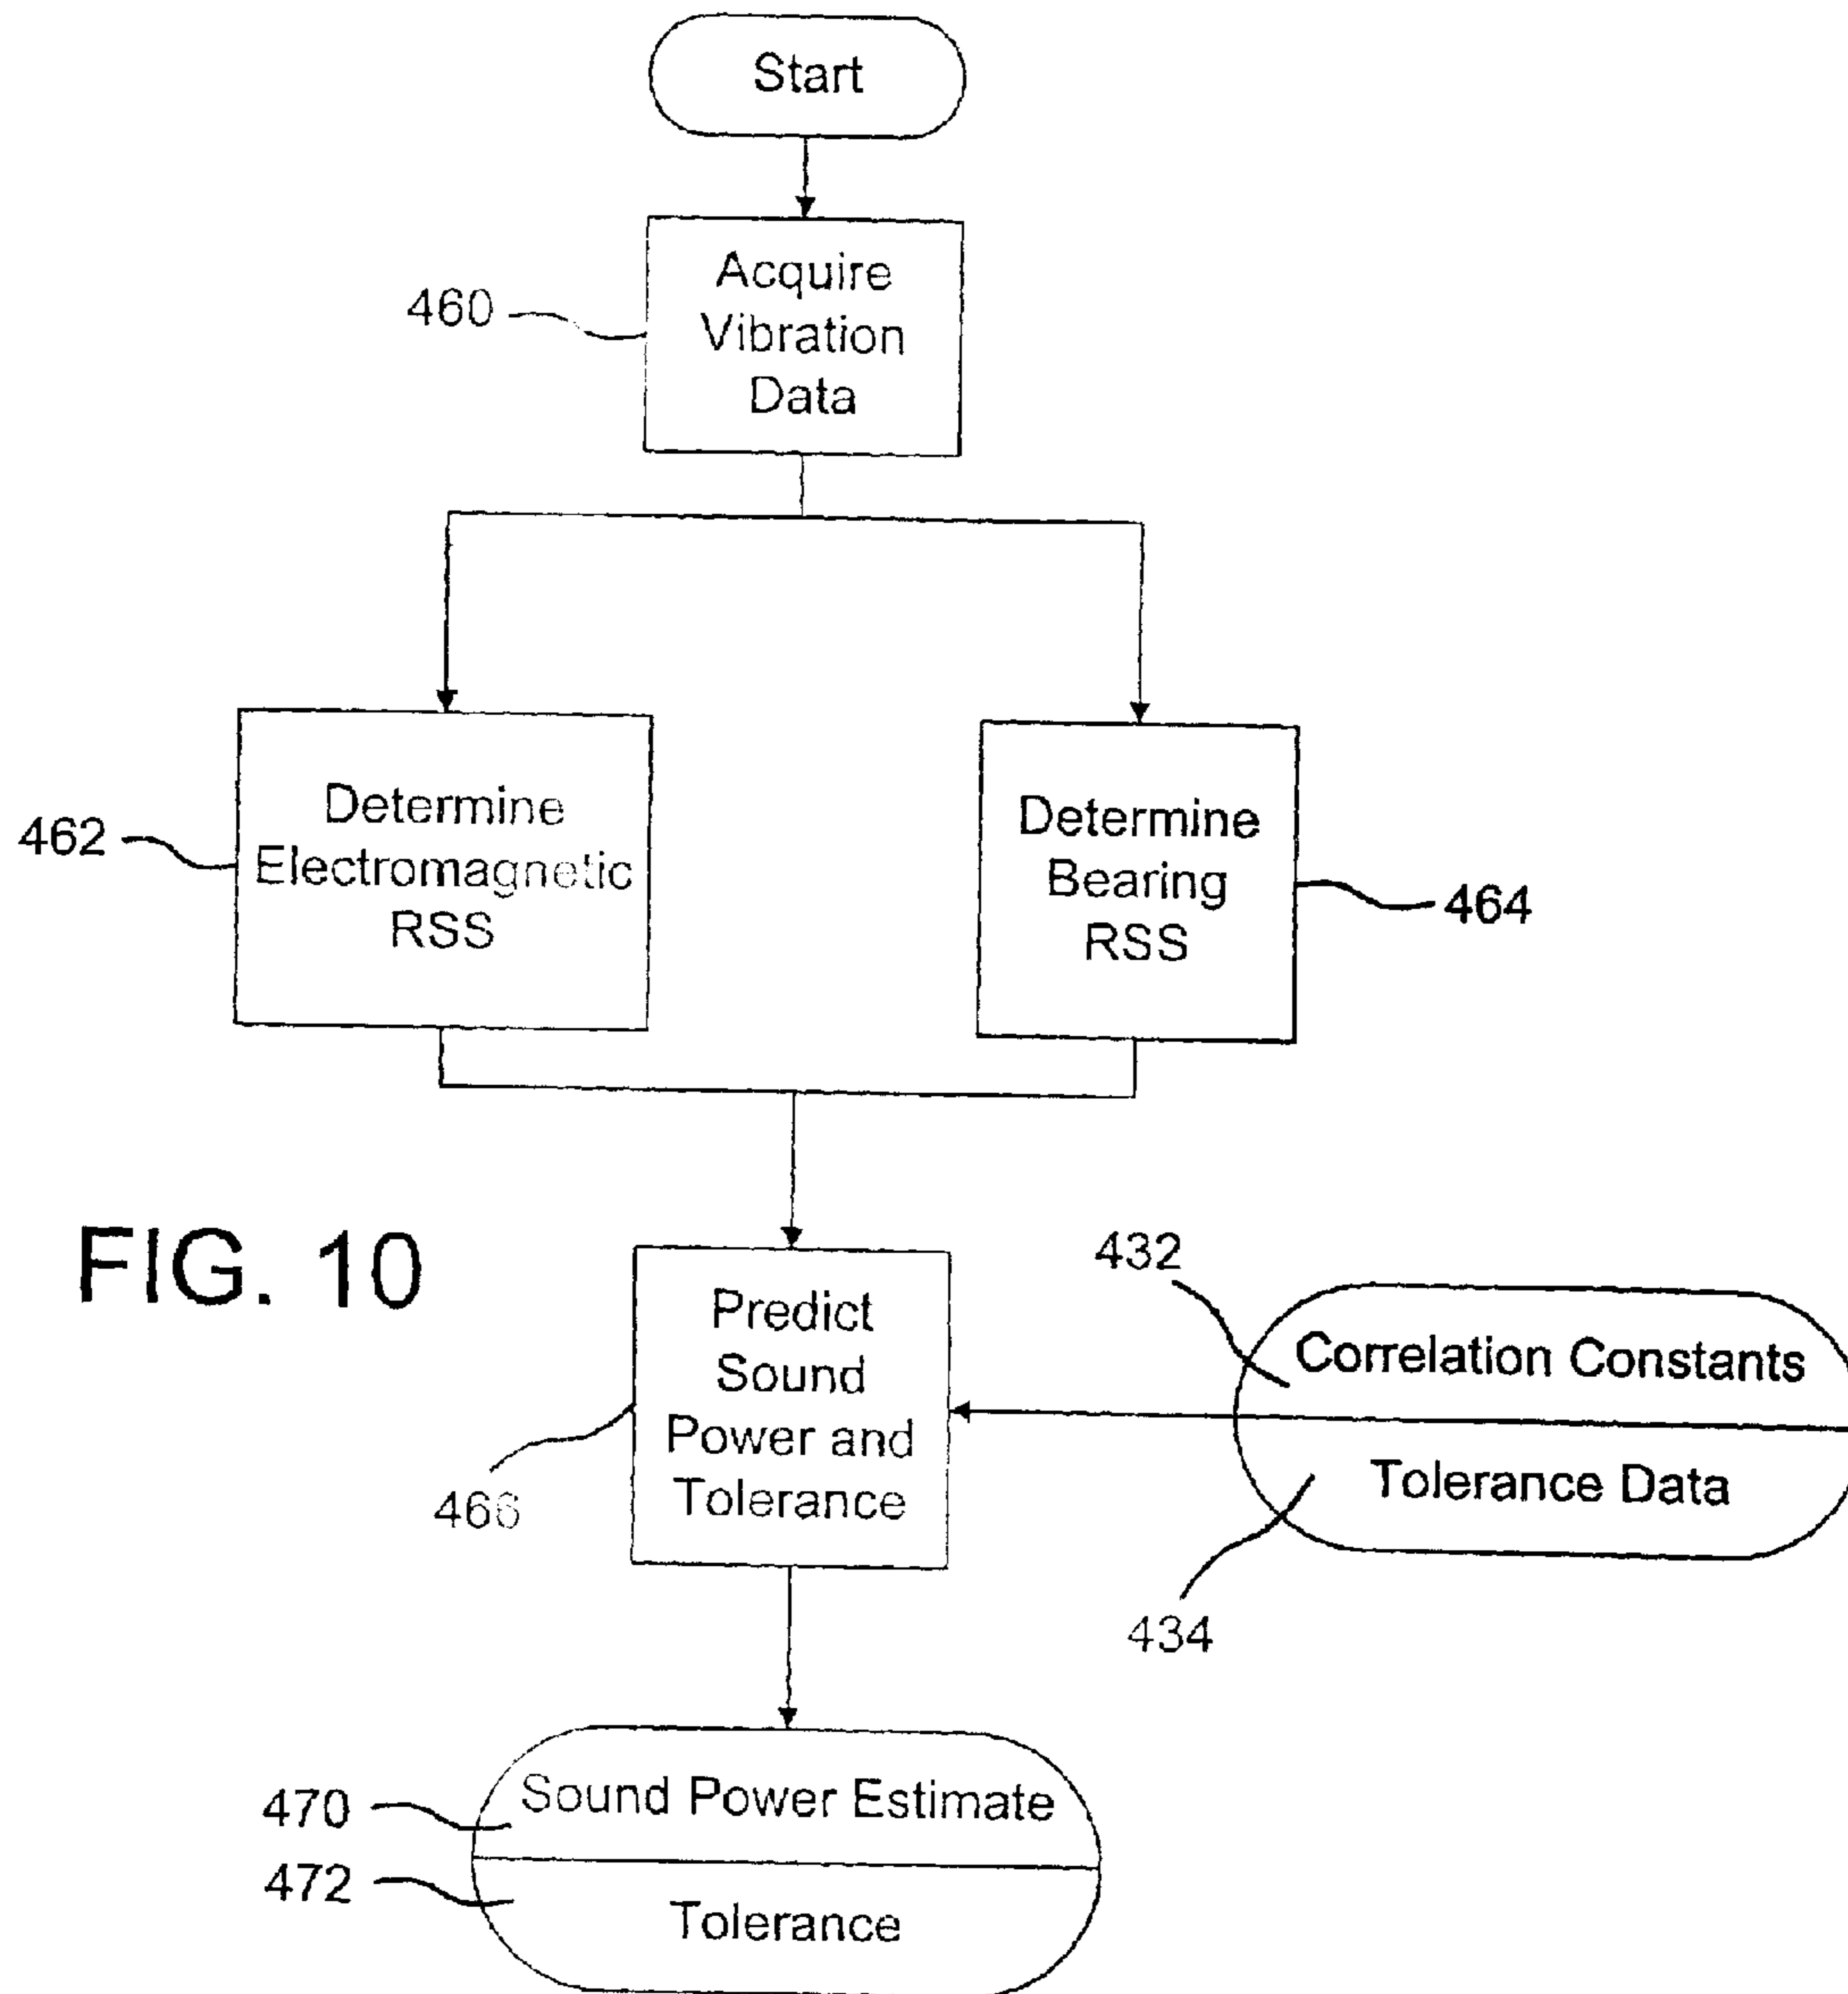 Start
460
Acquire
Vibration
Data
462
Determine
Electromagnetic
RSS
Determine
Bearing
RSS
464
FIG. 10
Predict
Sound
Power and
Tolerance
466
432
Correlation Constants
Tolerance Data
434
470
Sound Power Estimate
472
Tolerance